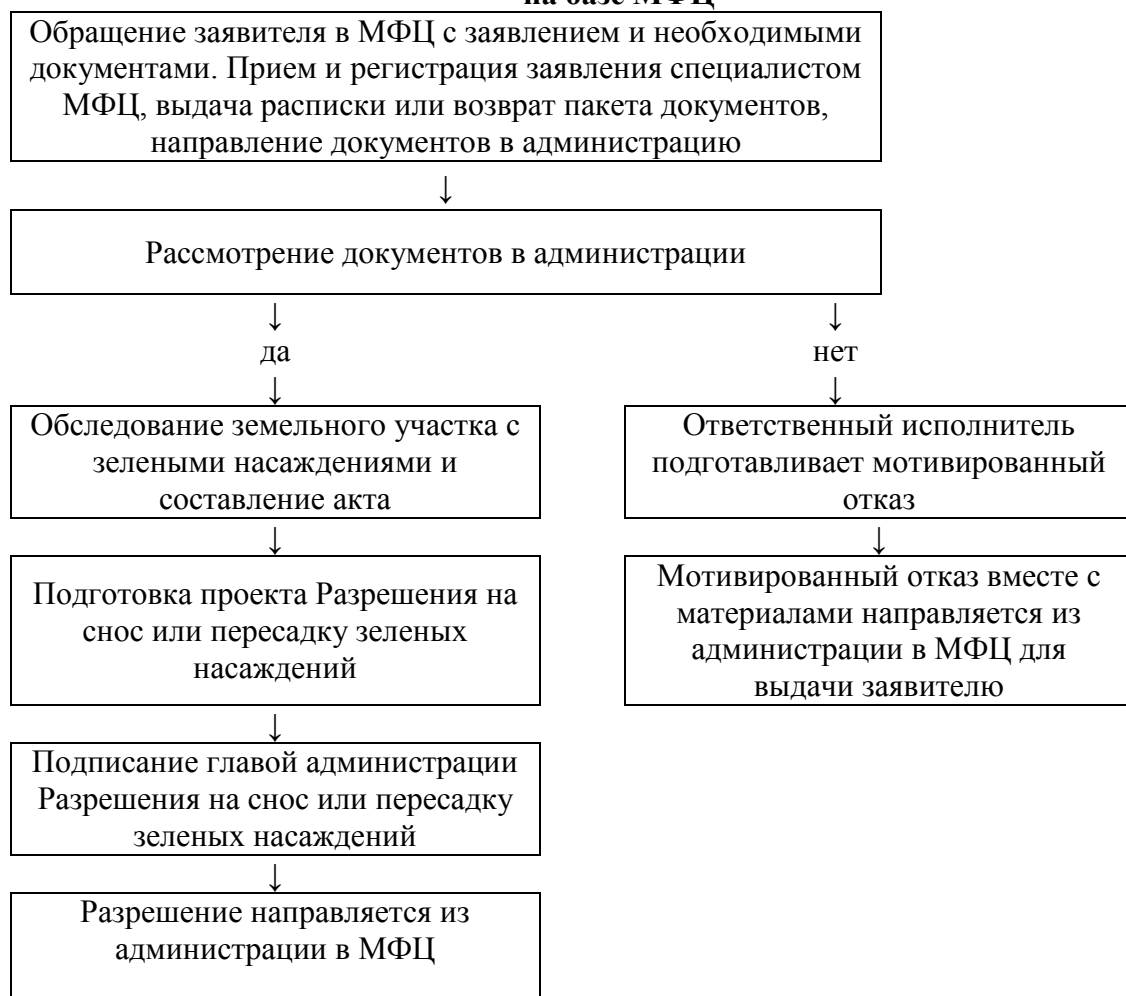 на базе МФЦ
Обращение заявителя в МФЦ с заявлением и необходимыми
документами. Прием и регистрация заявления специалистом
МФЦ, выдача расписки или возврат пакета документов,
направление документов в администрацию
↓
Рассмотрение документов в администрации
↓ ↓
да нет
↓ ↓
Обследование земельного участка с
зелеными насаждениями и
составление акта
Ответственный исполнитель
подготавливает мотивированный
отказ
↓ ↓
Подготовка проекта Разрешения на
снос или пересадку зеленых
насаждений
Мотивированный отказ вместе с
материалами направляется из
администрации в МФЦ для
выдачи заявителю
↓
Подписание главой администрации
Разрешения на снос или пересадку
зеленых насаждений
↓
Разрешение направляется из
администрации в МФЦ